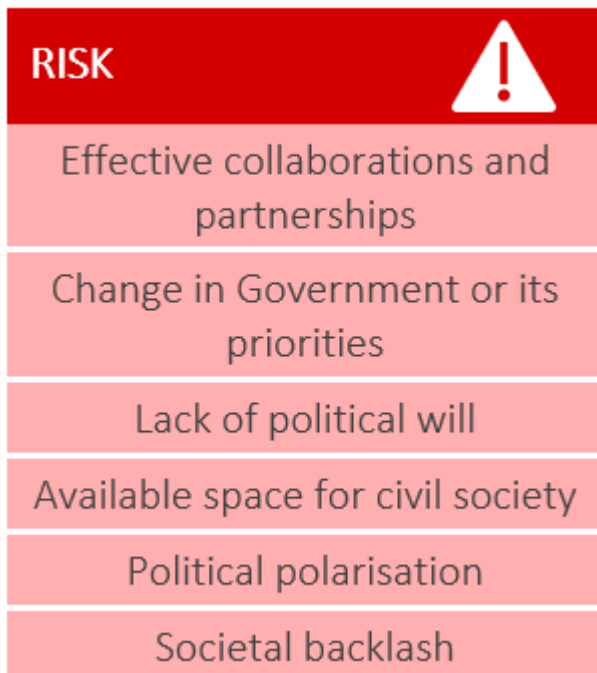 RISK
Effective collaborations and
partnerships
Change in Government or its
priorities
Lack of political will
Available space for civil society
Political polarisation
Societal backlash